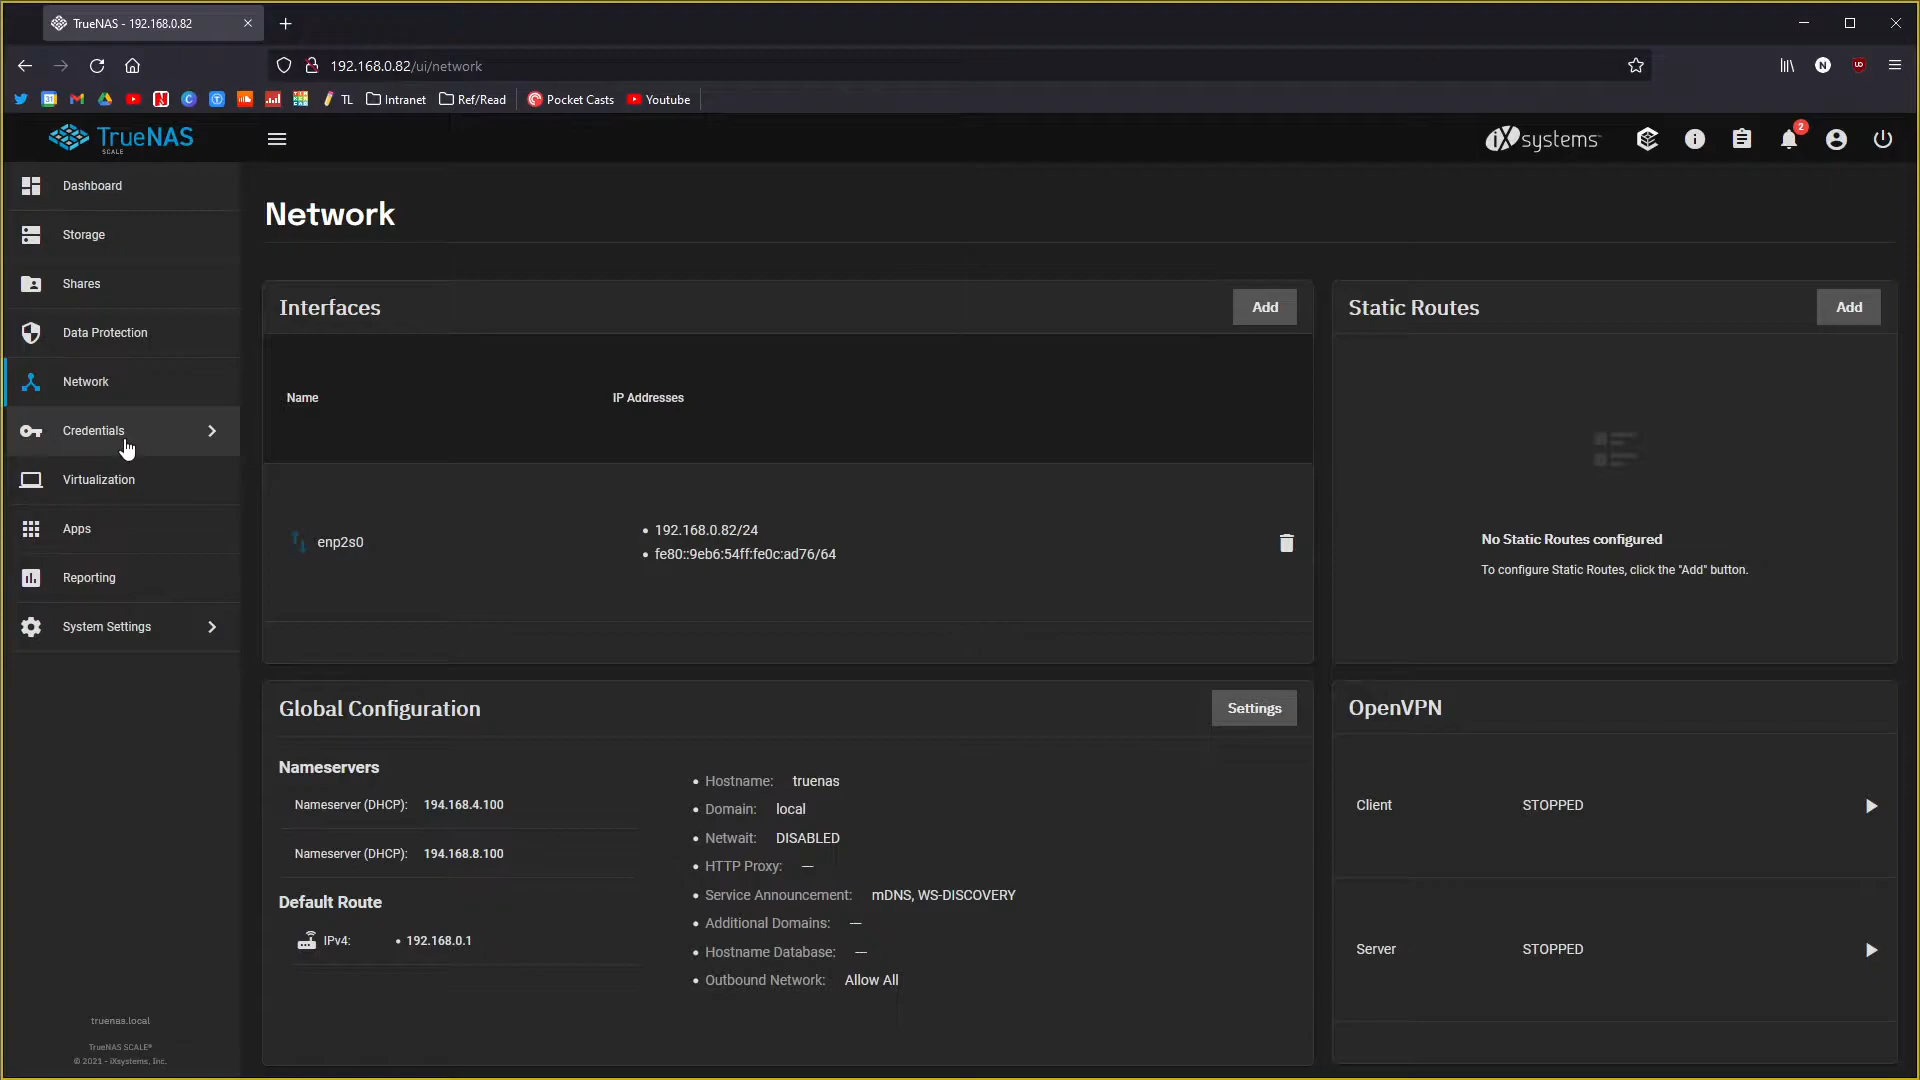 TrueNAS - 192.168.0.82
192.168.0.82/ui/network
TL
Intranet
Ref/Read
Pocket Casts
Youtube
TrueNAS
SCALE
iXsystems
2
Dashboard
Storage
Shares
Data Protection
Network
Credentials
Virtualization
Apps
Reporting
System Settings
truenas.local
TrueNAS SCALE®
© 2021 - iXsystems, Inc.
Network
Interfaces
Add
Name
IP Addresses
enp2s0
• 192.168.0.82/24
• fe80::9eb6:54ff:fe0c:ad76/64
Static Routes
Add
No Static Routes configured
To configure Static Routes, click the "Add" button.
Global Configuration
Settings
Nameservers
Nameserver (DHCP): 194.168.4.100
Nameserver (DHCP): 194.168.8.100
Default Route
IPv4: • 192.168.0.1
• Hostname: truenas
• Domain: local
• Netwait: DISABLED
• HTTP Proxy: —
• Service Announcement: mDNS, WS-DISCOVERY
• Additional Domains: —
• Hostname Database: —
• Outbound Network: Allow All
OpenVPN
Client STOPPED
Server STOPPED